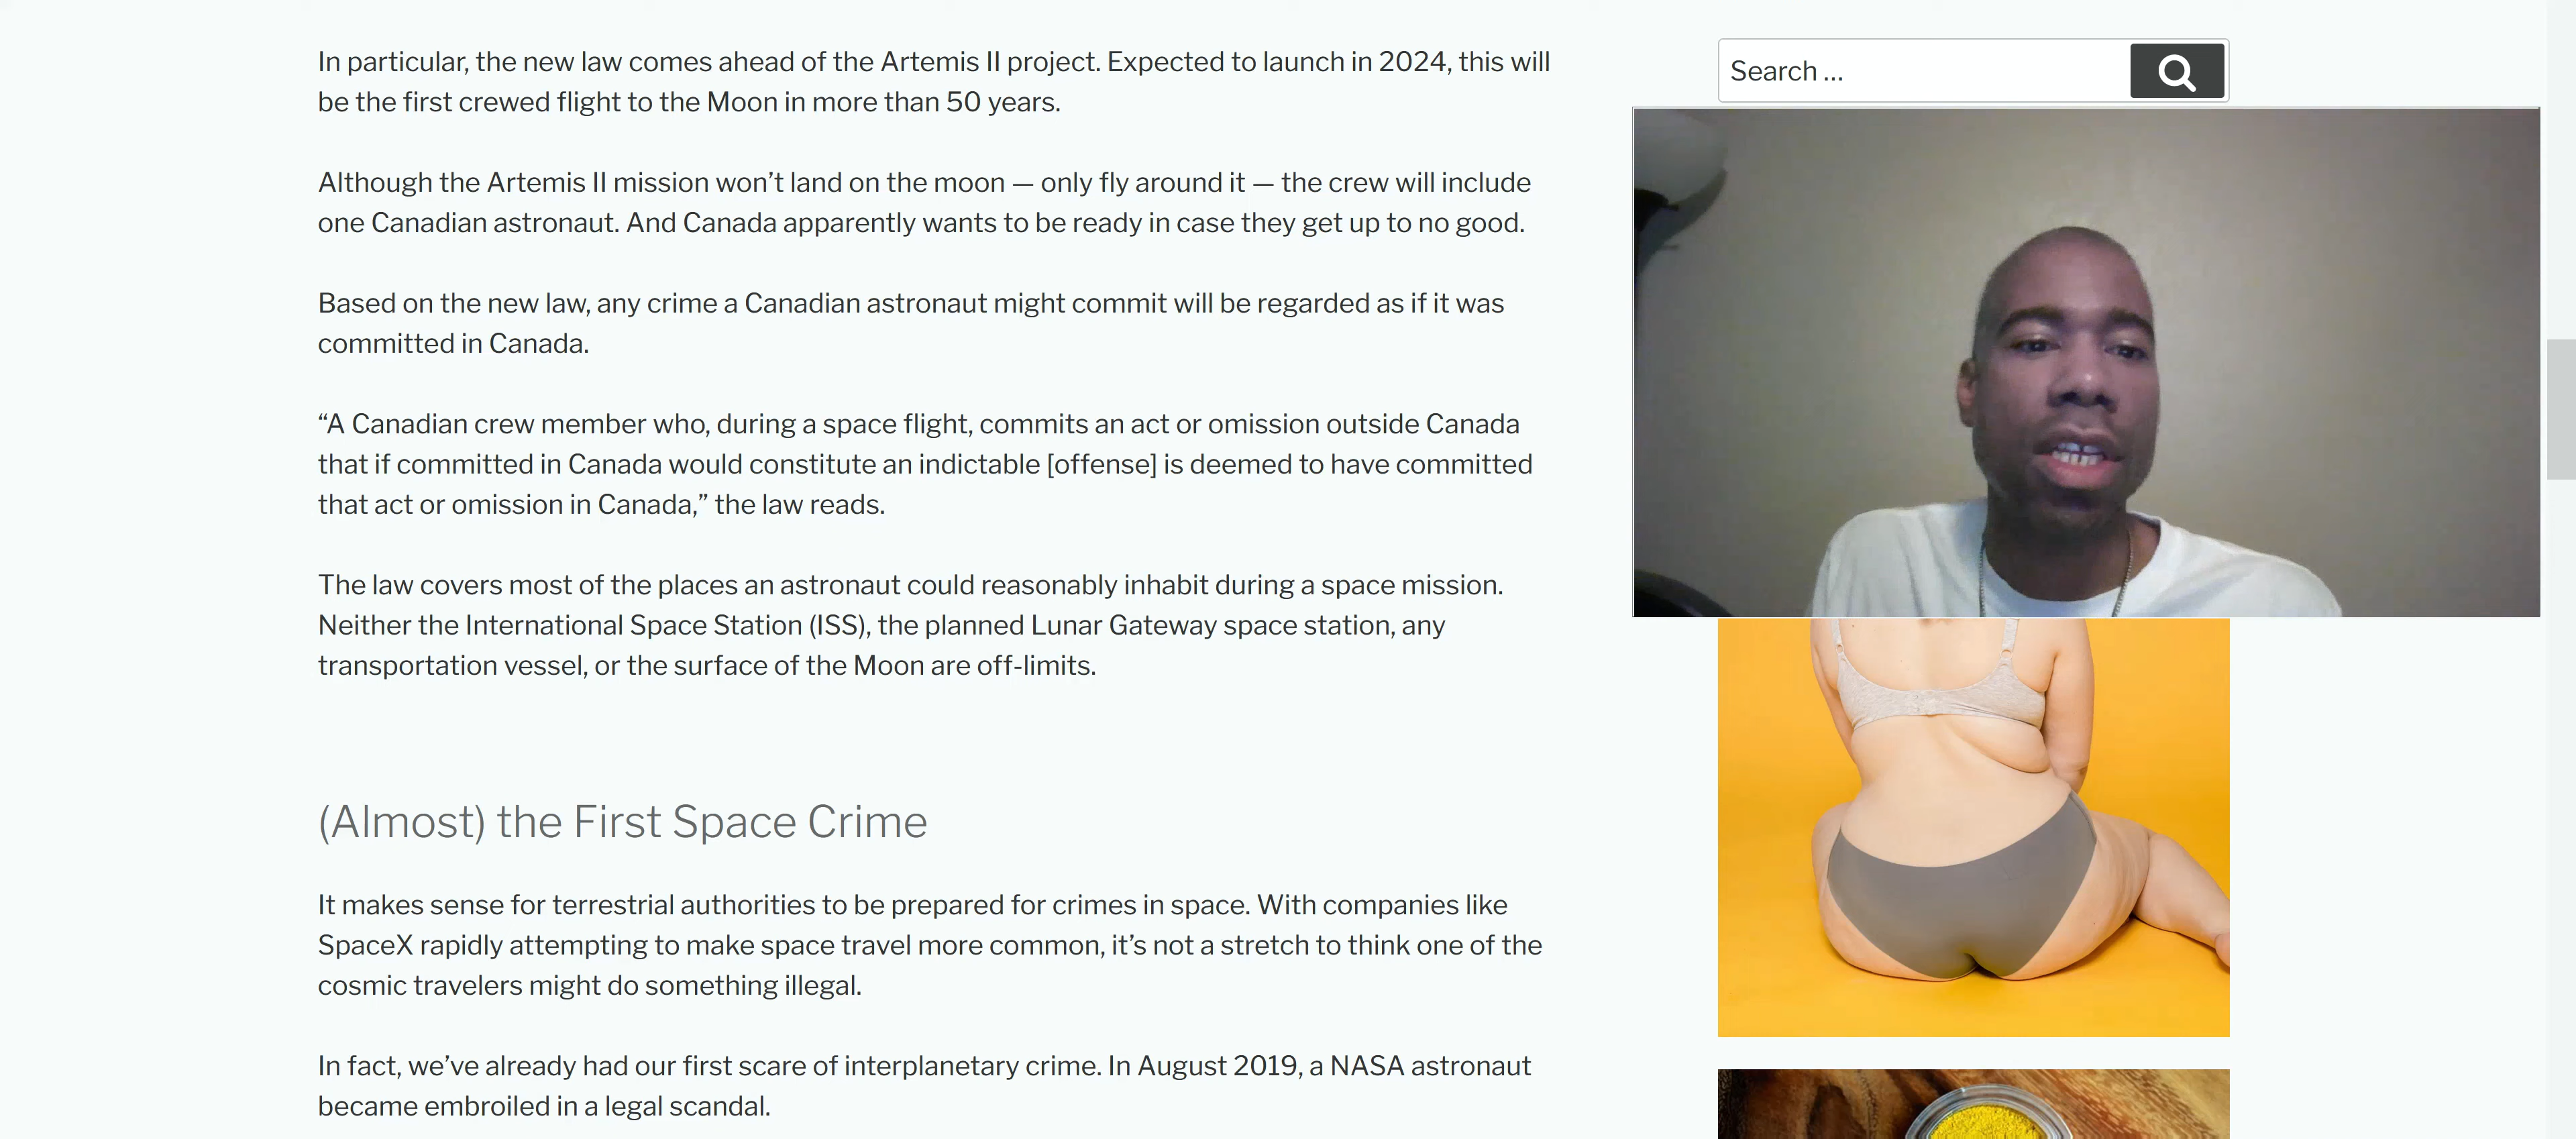 In particular, the new law comes ahead of the Artemis II project. Expected to launch in 2024, this will
be the first crewed flight to the Moon in more than 50 years.
Although the Artemis II mission won’t land on the moon — only fly around it — the crew will include
one Canadian astronaut. And Canada apparently wants to be ready in case they get up to no good.
Based on the new law, any crime a Canadian astronaut might commit will be regarded as if it was
committed in Canada.
“A Canadian crew member who, during a space flight, commits an act or omission outside Canada
that if committed in Canada would constitute an indictable [offense] is deemed to have committed
that act or omission in Canada,” the law reads.
The law covers most of the places an astronaut could reasonably inhabit during a space mission.
Neither the International Space Station (ISS), the planned Lunar Gateway space station, any
transportation vessel, or the surface of the Moon are off-limits.
(Almost) the First Space Crime
It makes sense for terrestrial authorities to be prepared for crimes in space. With companies like
SpaceX rapidly attempting to make space travel more common, it’s not a stretch to think one of the
cosmic travelers might do something illegal.
In fact, we’ve already had our first scare of interplanetary crime. In August 2019, a NASA astronaut
became embroiled in a legal scandal.
Search …